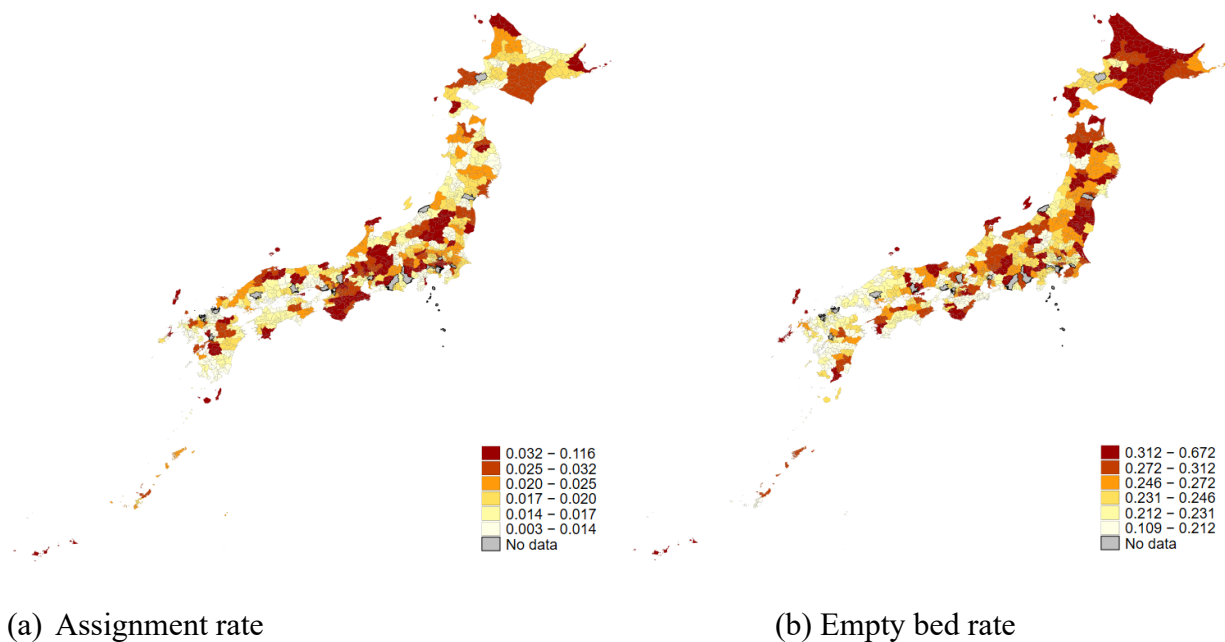 0.032 − 0.116
0.025 − 0.032
0.020 − 0.025
0.017 − 0.020
0.014 − 0.017
0.003 − 0.014
No data
0.312 − 0.672
0.272 − 0.312
0.246 − 0.272
0.231 − 0.246
0.212 − 0.231
0.109 − 0.212
No data
(a) Assignment rate
(b) Empty bed rate